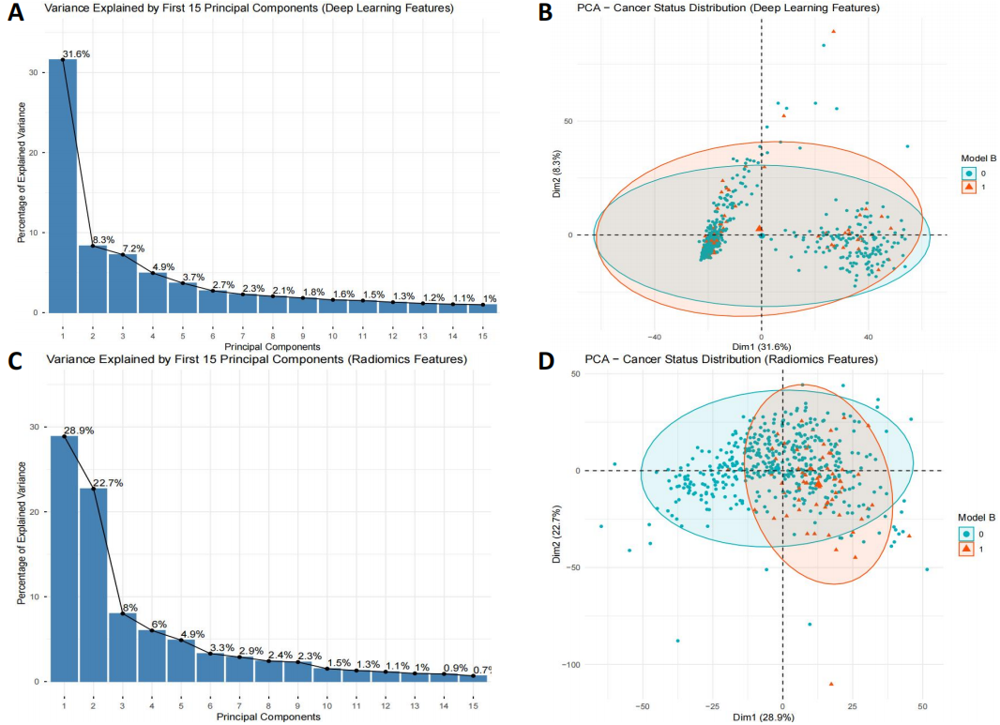 A
Variance Explained by First 15 Principal Components (Deep Learning Features)
Percentage of Explained Variance
30
20
10
0
31.6%
8.3%
7.2%
4.9%
3.7%
2.7%
2.3%
2.1%
1.8%
1.6%
1.5%
1.3%
1.2%
1.1%
1%
1 2 3 4 5 6 7 8 9 10 11 12 13 14 15
Principal Components
B
PCA − Cancer Status Distribution (Deep Learning Features)
Dim2 (8.3%)
50
0
−40 0 40
Dim1 (31.6%)
Model B
0
1
C
Variance Explained by First 15 Principal Components (Radiomics Features)
Percentage of Explained Variance
30
20
10
0
28.9%
22.7%
8%
6%
4.9%
3.3%
2.9%
2.4%
2.3%
1.5%
1.3%
1.1%
1%
0.9%
0.7%
1 2 3 4 5 6 7 8 9 10 11 12 13 14 15
Principal Components
D
PCA − Cancer Status Distribution (Radiomics Features)
Dim2 (22.7%)
50
0
−50
−100
−50 −25 0 25 50
Dim1 (28.9%)
Model B
0
1